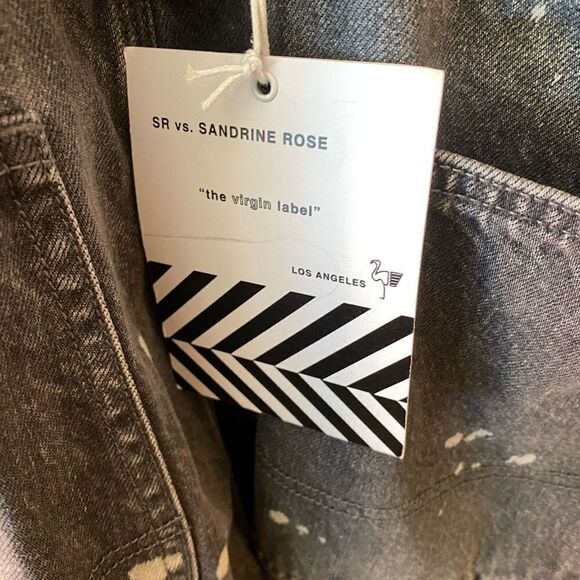 SR vs. SANDRINE ROSE
"the virgin label"
LOS ANGELES